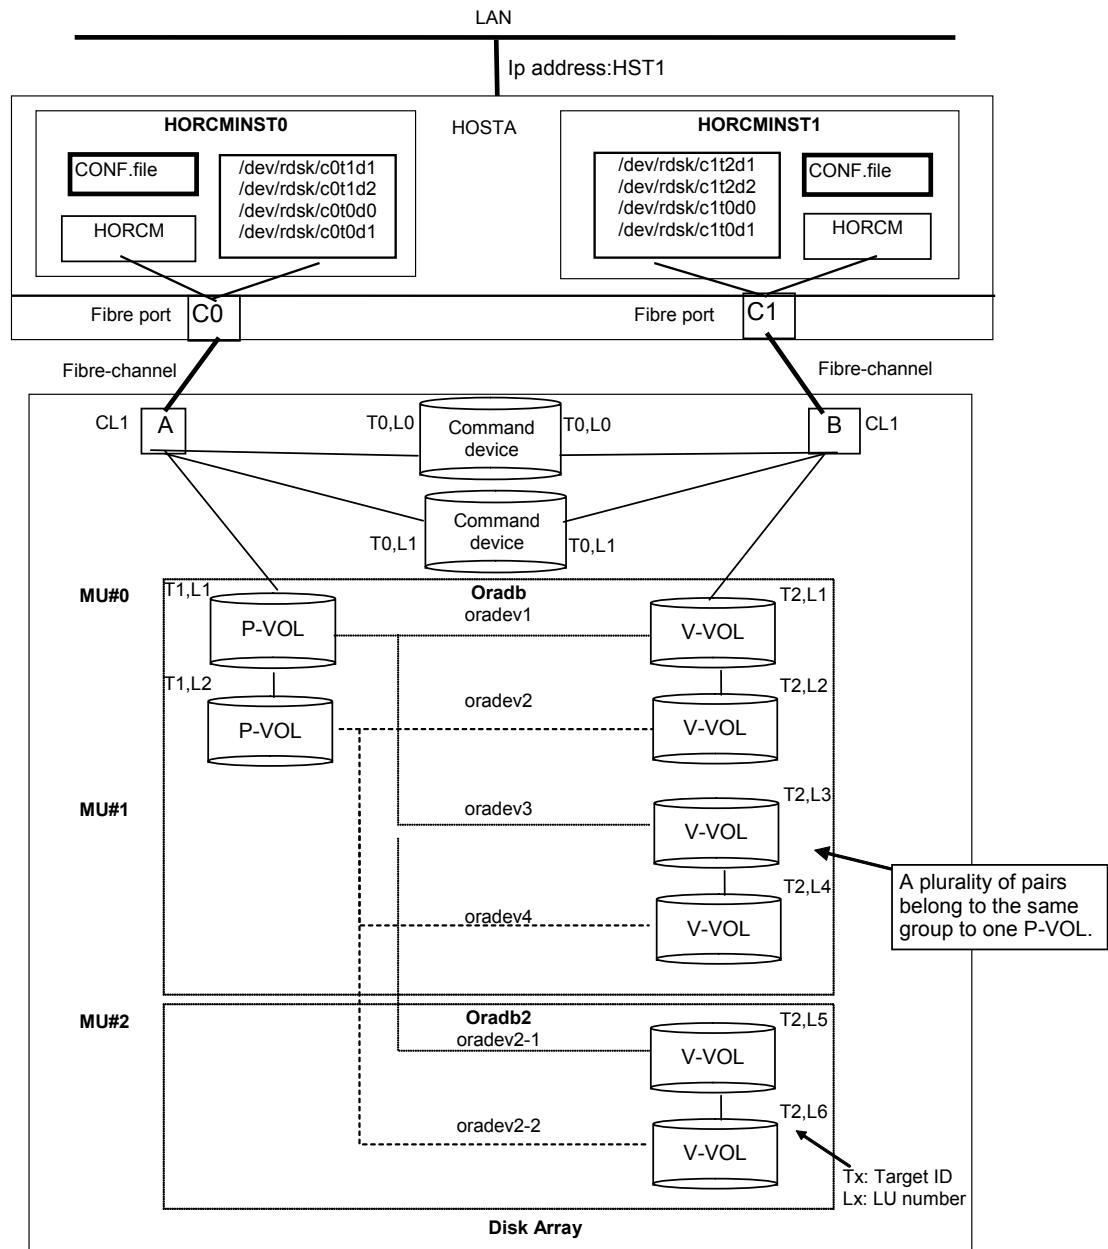 LAN
Ip address:HST1
HORCMINST0
HOSTA
HORCMINST1
CONF.file
/dev/rdsk/c0t1d1
/dev/rdsk/c0t1d2
/dev/rdsk/c0t0d0
/dev/rdsk/c0t0d1
HORCM
/dev/rdsk/c1t2d1
/dev/rdsk/c1t2d2
/dev/rdsk/c1t0d0
/dev/rdsk/c1t0d1
CONF.file
HORCM
Fibre port
C0
Fibre port
C1
Fibre-channel
Fibre-channel
CL1
A
T0,L0
Command
device
T0,L0
B
CL1
T0,L1
Command
device
T0,L1
MU#0
T1,L1
Oradb
oradev1
T2,L1
P-VOL
V-VOL
T1,L2
oradev2
T2,L2
P-VOL
V-VOL
MU#1
oradev3
T2,L3
V-VOL
A plurality of pairs
belong to the same
group to one P-VOL.
oradev4
T2,L4
V-VOL
MU#2
Oradb2
oradev2-1
T2,L5
V-VOL
oradev2-2
T2,L6
V-VOL
Tx: Target ID
Lx: LU number
Disk Array